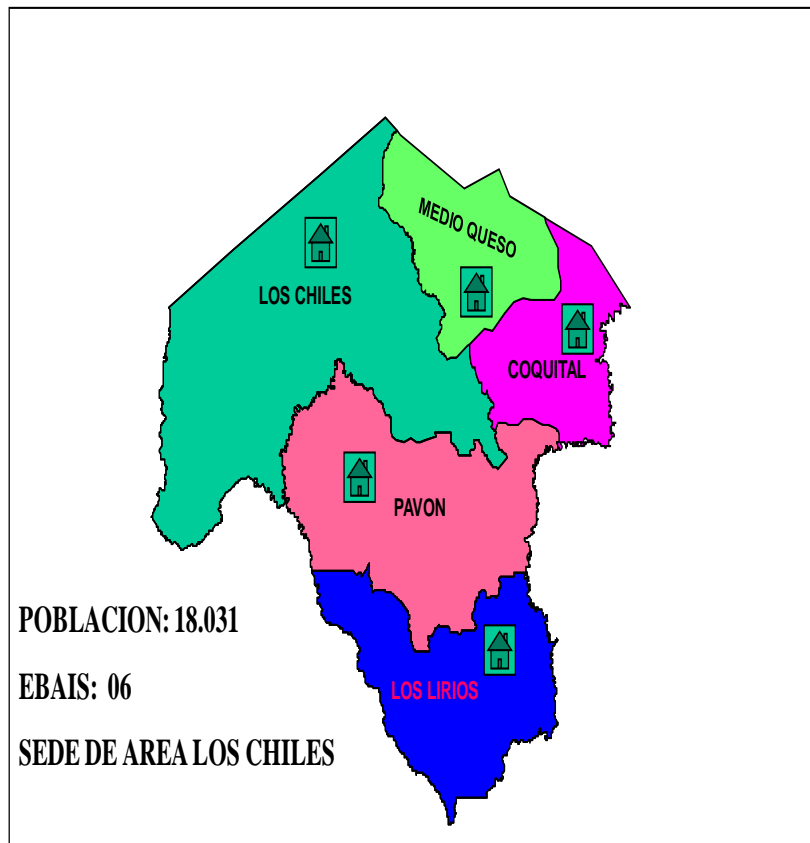 MEDIO QUESO
LOS CHILES
COQUITAL
PAVON
LOS LIRIOS
POBLACION: 18.031
EBAIS: 06
SEDE DE AREA LOS CHILES